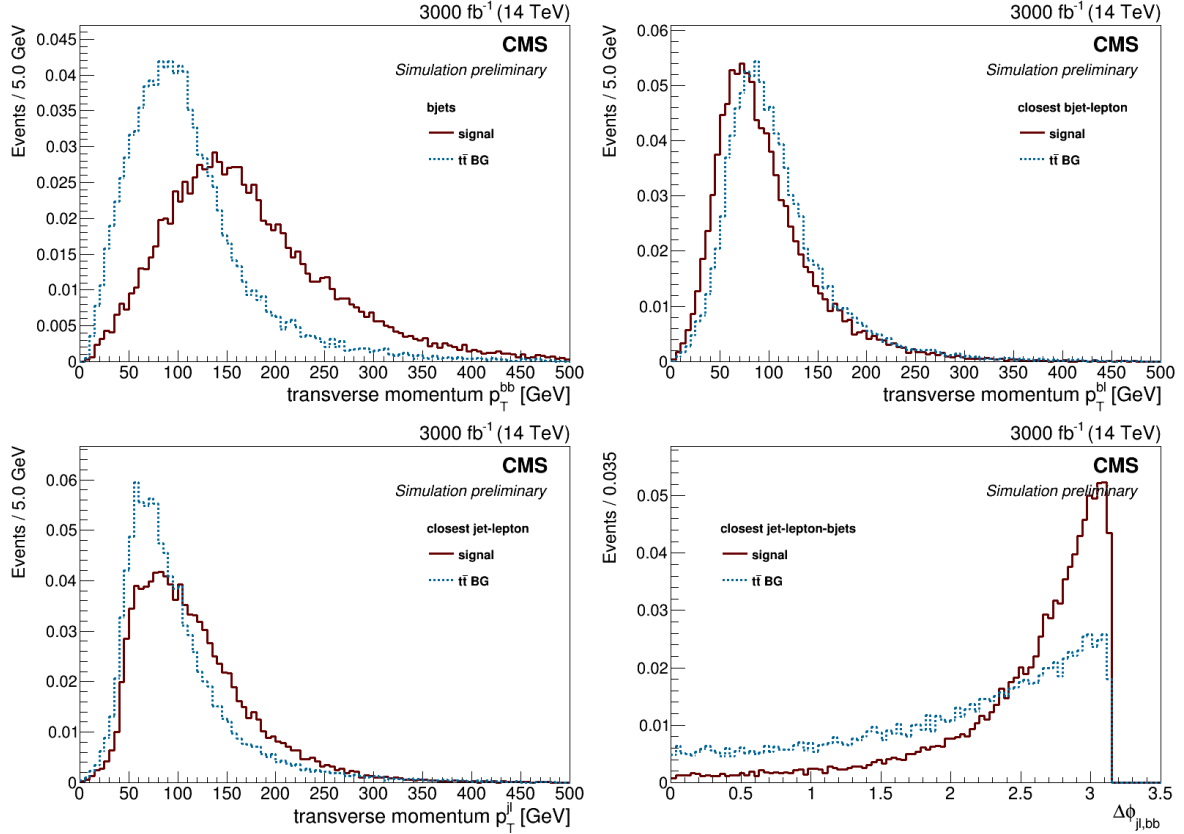 3000 fb⁻¹ (14 TeV)
CMS
Simulation preliminary
bjets
signal
tt̄ BG
Events / 5.0 GeV
0.045
0.04
0.035
0.03
0.025
0.02
0.015
0.01
0.005
0
0 50 100 150 200 250 300 350 400 450 500
transverse momentum p_T^bb [GeV]
3000 fb⁻¹ (14 TeV)
CMS
Simulation preliminary
closest bjet-lepton
signal
tt̄ BG
Events / 5.0 GeV
0.06
0.05
0.04
0.03
0.02
0.01
0
0 50 100 150 200 250 300 350 400 450 500
transverse momentum p_T^bl [GeV]
3000 fb⁻¹ (14 TeV)
CMS
Simulation preliminary
closest jet-lepton
signal
tt̄ BG
Events / 5.0 GeV
0.06
0.05
0.04
0.03
0.02
0.01
0
0 50 100 150 200 250 300 350 400 450 500
transverse momentum p_T^jl [GeV]
3000 fb⁻¹ (14 TeV)
CMS
Simulation preliminary
closest jet-lepton-bjets
signal
tt̄ BG
Events / 0.035
0.05
0.04
0.03
0.02
0.01
0
0 0.5 1 1.5 2 2.5 3 3.5
Δϕ_jl,bb